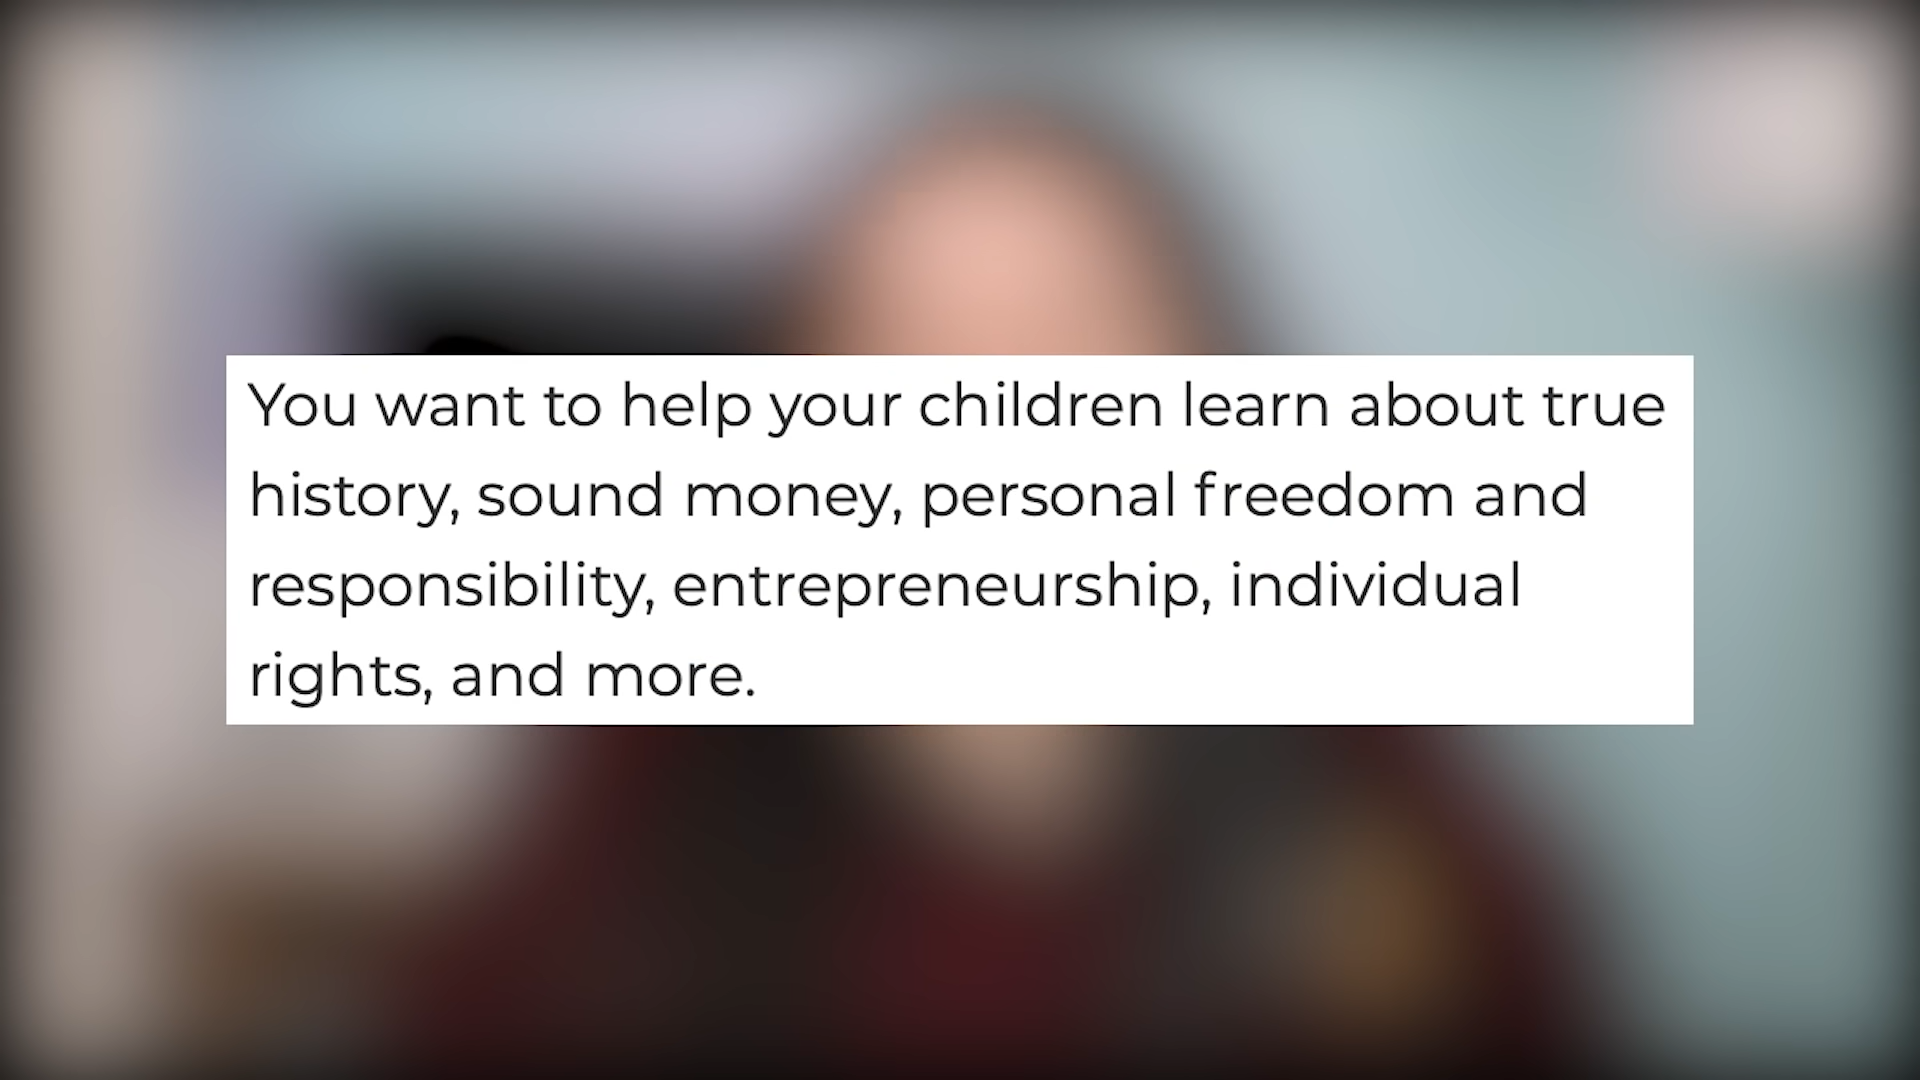 You want to help your children learn about true
history, sound money, personal freedom and
responsibility, entrepreneurship, individual
rights, and more.